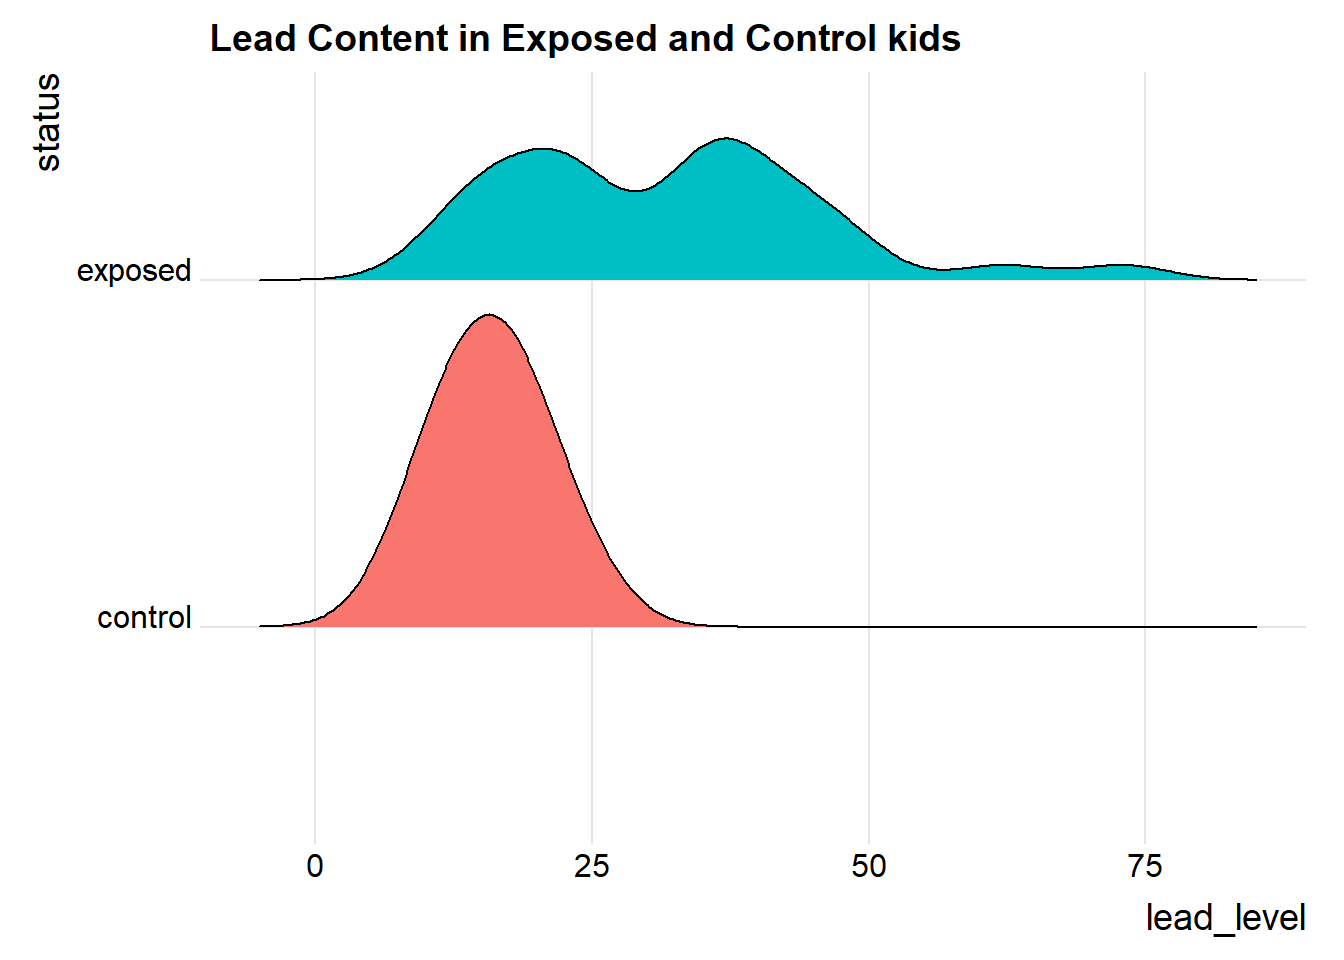 Lead Content in Exposed and Control kids
status
exposed
control
0 25 50 75
lead_level